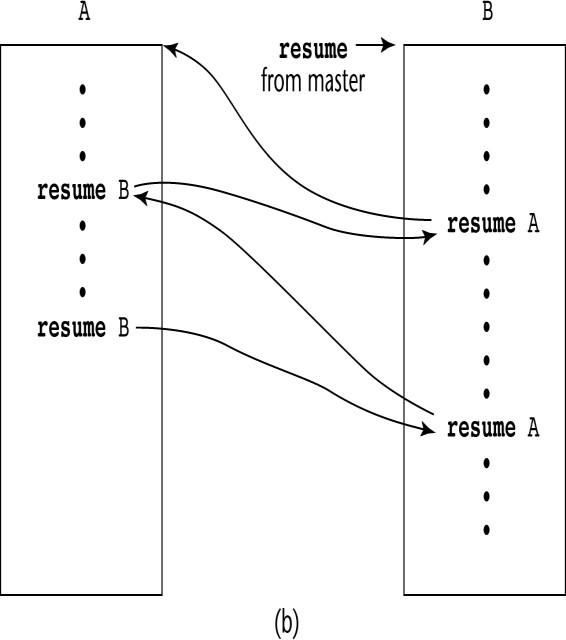 A
B
resume
from master
resume B
resume A
resume B
resume A
(b)